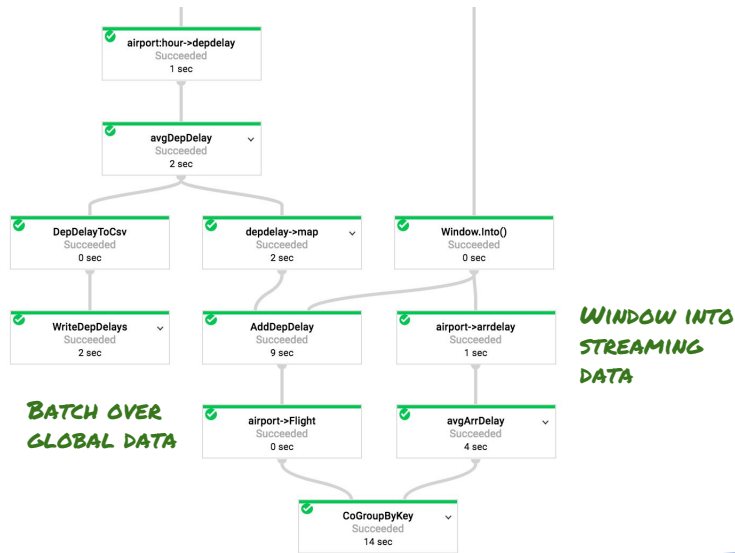 airport:hour->depdelay
Succeeded
1 sec
avgDepDelay
Succeeded
2 sec
DepDelayToCsv
Succeeded
0 sec
depdelay->map
Succeeded
2 sec
Window.Into()
Succeeded
0 sec
WriteDepDelays
Succeeded
2 sec
AddDepDelay
Succeeded
9 sec
airport->arrdelay
Succeeded
1 sec
WINDOW INTO
STREAMING
DATA
BATCH OVER
GLOBAL DATA
airport->Flight
Succeeded
0 sec
avgArrDelay
Succeeded
4 sec
CoGroupByKey
Succeeded
14 sec